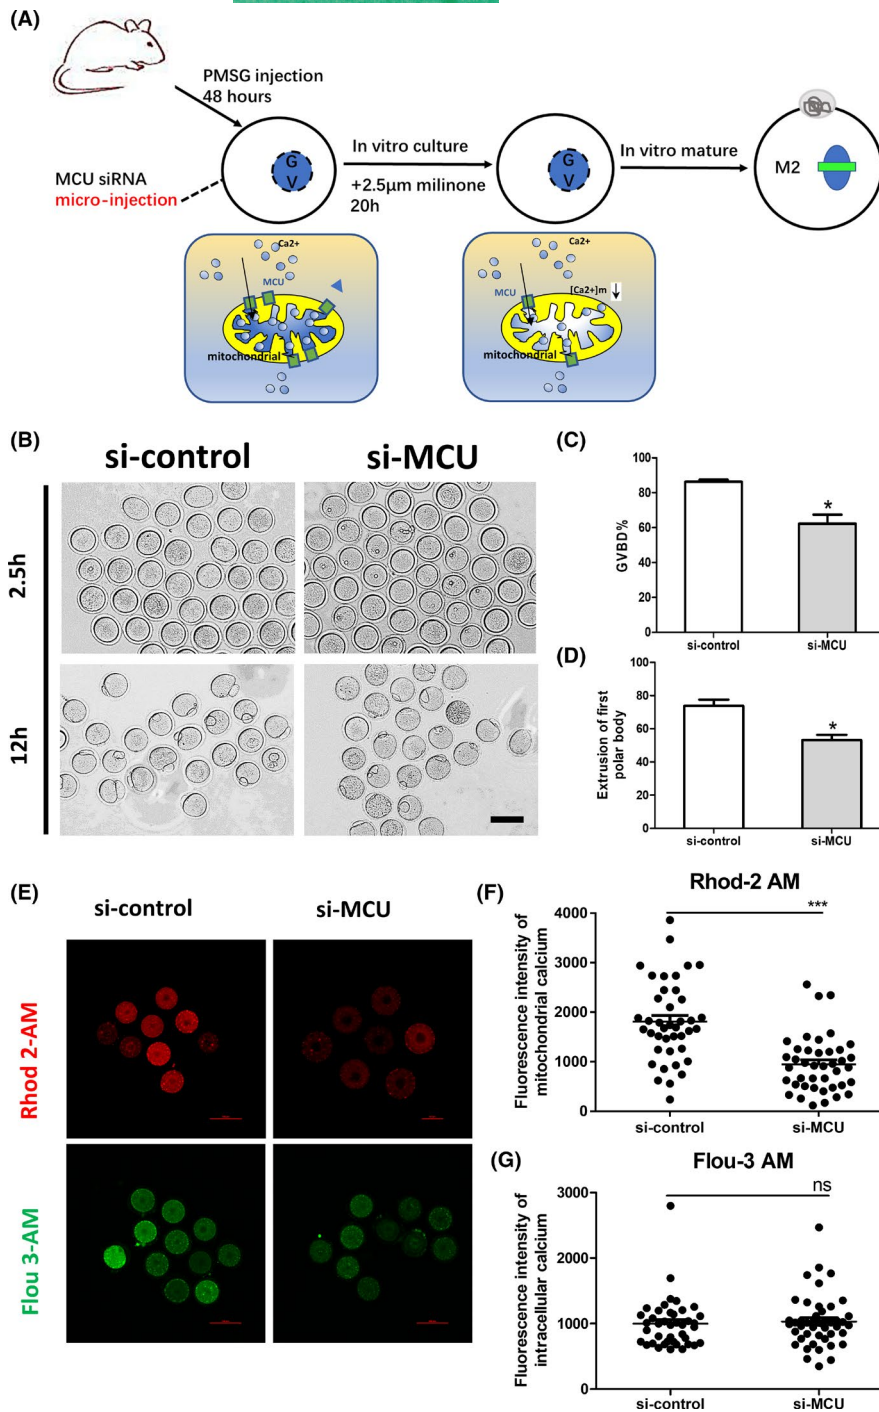 (A)
PMSG injection
48 hours
MCU siRNA
micro-injection
G
V
In vitro culture
+2.5μm milinone
20h
G
V
In vitro mature
M2
Ca2+
MCU
mitochondrial
Ca2+
MCU
[Ca2+]m
mitochondrial
(B)
si-control
si-MCU
2.5h
12h
(C)
GVBD%
100
80
60
40
20
0
*
si-control
si-MCU
(D)
Extrusion of first
polar body
100
80
60
40
20
0
*
si-control
si-MCU
(E)
si-control
si-MCU
Rhod 2-AM
Flou 3-AM
(F)
Rhod-2 AM
Fluorescence intensity of
mitochondrial calcium
4000
3000
2000
1000
0
***
si-control
si-MCU
(G)
Flou-3 AM
Fluorescence intensity of
intracellular calcium
3000
2000
1000
0
ns
si-control
si-MCU